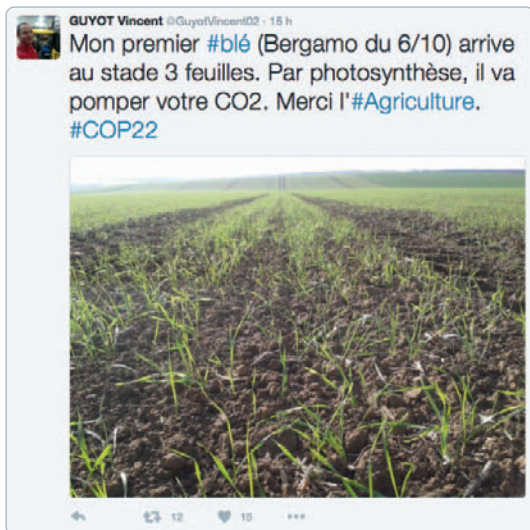 GUYOT Vincent @GuyotVincent02 · 15 h
Mon premier #blé (Bergamo du 6/10) arrive
au stade 3 feuilles. Par photosynthèse, il va
pomper votre CO2. Merci l'#Agriculture.
#COP22
12 15